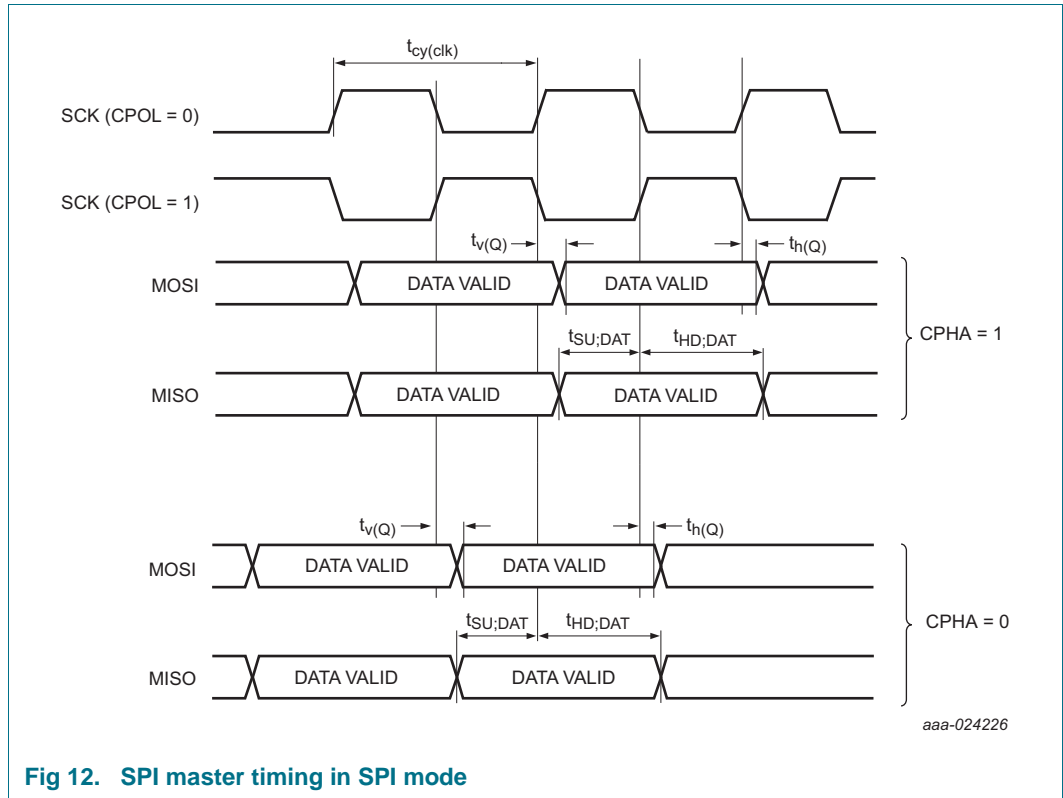 tcy(clk)
SCK (CPOL = 0)
SCK (CPOL = 1)
tv(Q) th(Q)
MOSI DATA VALID DATA VALID
CPHA = 1
tSU;DAT tHD;DAT
MISO DATA VALID DATA VALID
tv(Q) th(Q)
MOSI DATA VALID DATA VALID
tSU;DAT tHD;DAT
CPHA = 0
MISO DATA VALID DATA VALID
aaa-024226
Fig 12. SPI master timing in SPI mode